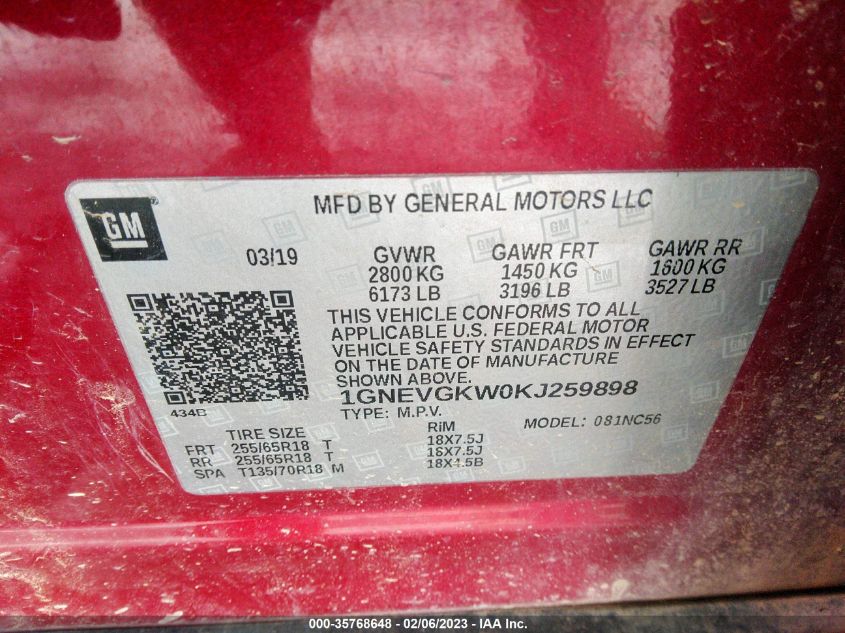 GM
MFD BY GENERAL MOTORS LLC
03/19 GVWR GAWR FRT GAWR RR
2800 KG 1450 KG 1600 KG
6173 LB 3196 LB 3527 LB
THIS VEHICLE CONFORMS TO ALL
APPLICABLE U.S. FEDERAL MOTOR
VEHICLE SAFETY STANDARDS IN EFFECT
ON THE DATE OF MANUFACTURE
SHOWN ABOVE.
1GNEVGKW0KJ259898
434B
TYPE: M.P.V. MODEL: 081NC56
TIRE SIZE RIM
FRT 255/65R18 T 18X7.5J
RR 255/65R18 T 18X7.5J
SPA T135/70R18 M 18X4.5B
000-35768648 - 02/06/2023 - IAA Inc.